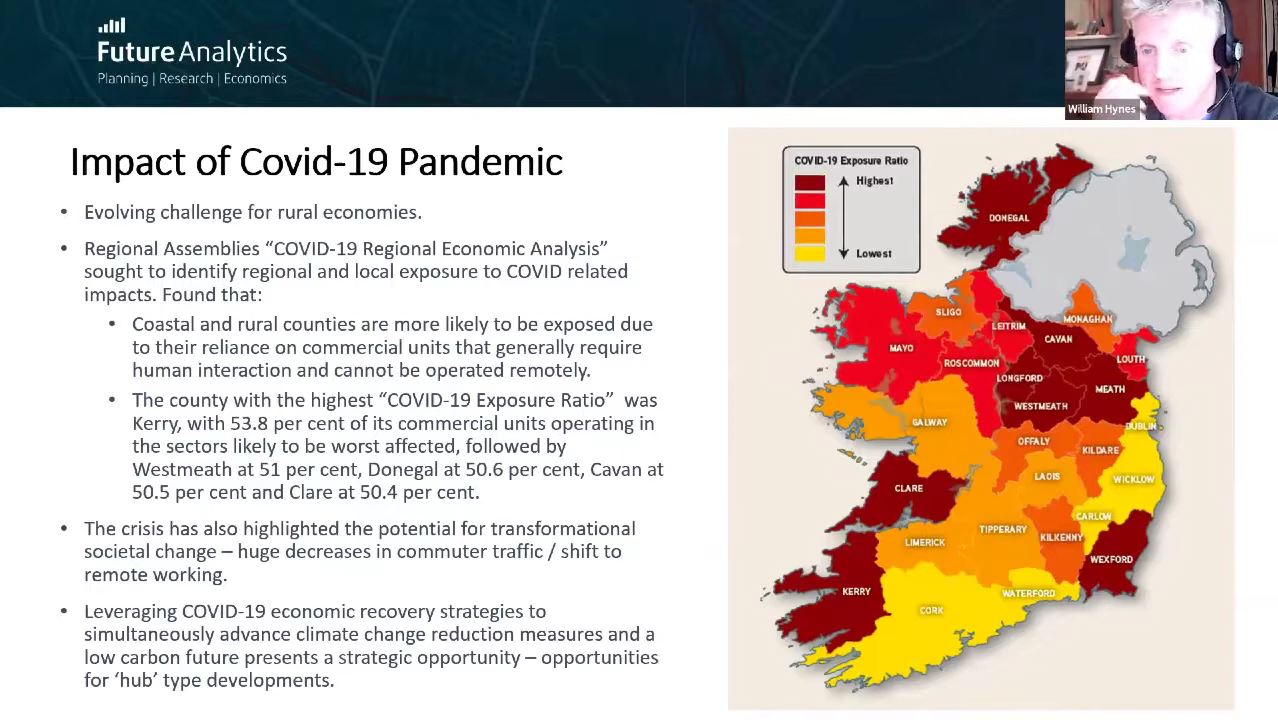 Future Analytics
Planning | Research | Economics
William Hynes
Impact of Covid-19 Pandemic
• Evolving challenge for rural economies.
• Regional Assemblies “COVID-19 Regional Economic Analysis”
sought to identify regional and local exposure to COVID related
impacts. Found that:
• Coastal and rural counties are more likely to be exposed due
to their reliance on commercial units that generally require
human interaction and cannot be operated remotely.
• The county with the highest “COVID-19 Exposure Ratio” was
Kerry, with 53.8 per cent of its commercial units operating in
the sectors likely to be worst affected, followed by
Westmeath at 51 per cent, Donegal at 50.6 per cent, Cavan at
50.5 per cent and Clare at 50.4 per cent.
• The crisis has also highlighted the potential for transformational
societal change – huge decreases in commuter traffic / shift to
remote working.
• Leveraging COVID-19 economic recovery strategies to
simultaneously advance climate change reduction measures and a
low carbon future presents a strategic opportunity – opportunities
for ‘hub’ type developments.
COVID-19 Exposure Ratio
Highest
Lowest
DONEGAL
SLIGO
MONAGHAN
LEITRIM
CAVAN
MAYO
LOUTH
ROSCOMMON
LONGFORD
MEATH
WESTMEATH
GALWAY
DUBLIN
OFFALY
KILDARE
LAOIS
WICKLOW
CLARE
CARLOW
TIPPERARY
KILKENNY
LIMERICK
WEXFORD
KERRY
WATERFORD
CORK